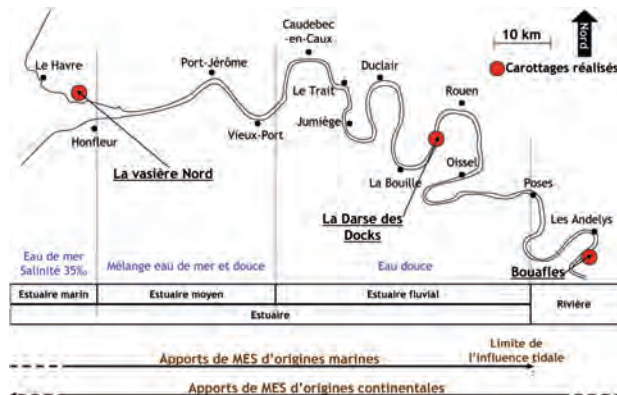 Caudebec
-en-Caux
10 km
Nord
Carottages réalisés
Le Havre
Port-Jérôme
Duclair
Le Trait
Rouen
Honfleur
Vieux-Port
Jumiège
La vasière Nord
La Bouille
Oissel
La Darse des
Docks
Poses
Les Andelys
Bouafles
Eau de mer
Salinité 35‰
Mélange eau de mer et douce
Eau douce
Estuaire marin
Estuaire moyen
Estuaire fluvial
Rivière
Estuaire
Apports de MES d'origines marines
Limite de
l'influence tidale
Apports de MES d'origines continentales